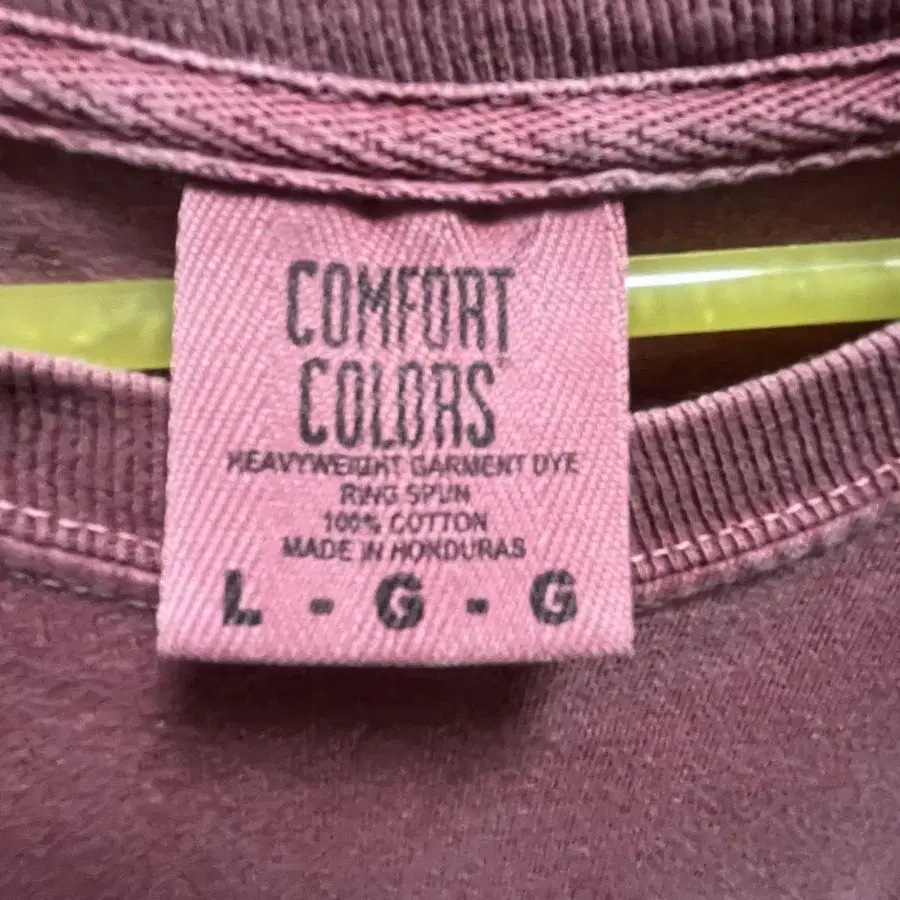 COMFORT
COLORS
HEAVYWEIGHT GARMENT DYE
RING SPUN
100% COTTON
MADE IN HONDURAS
L - G - G